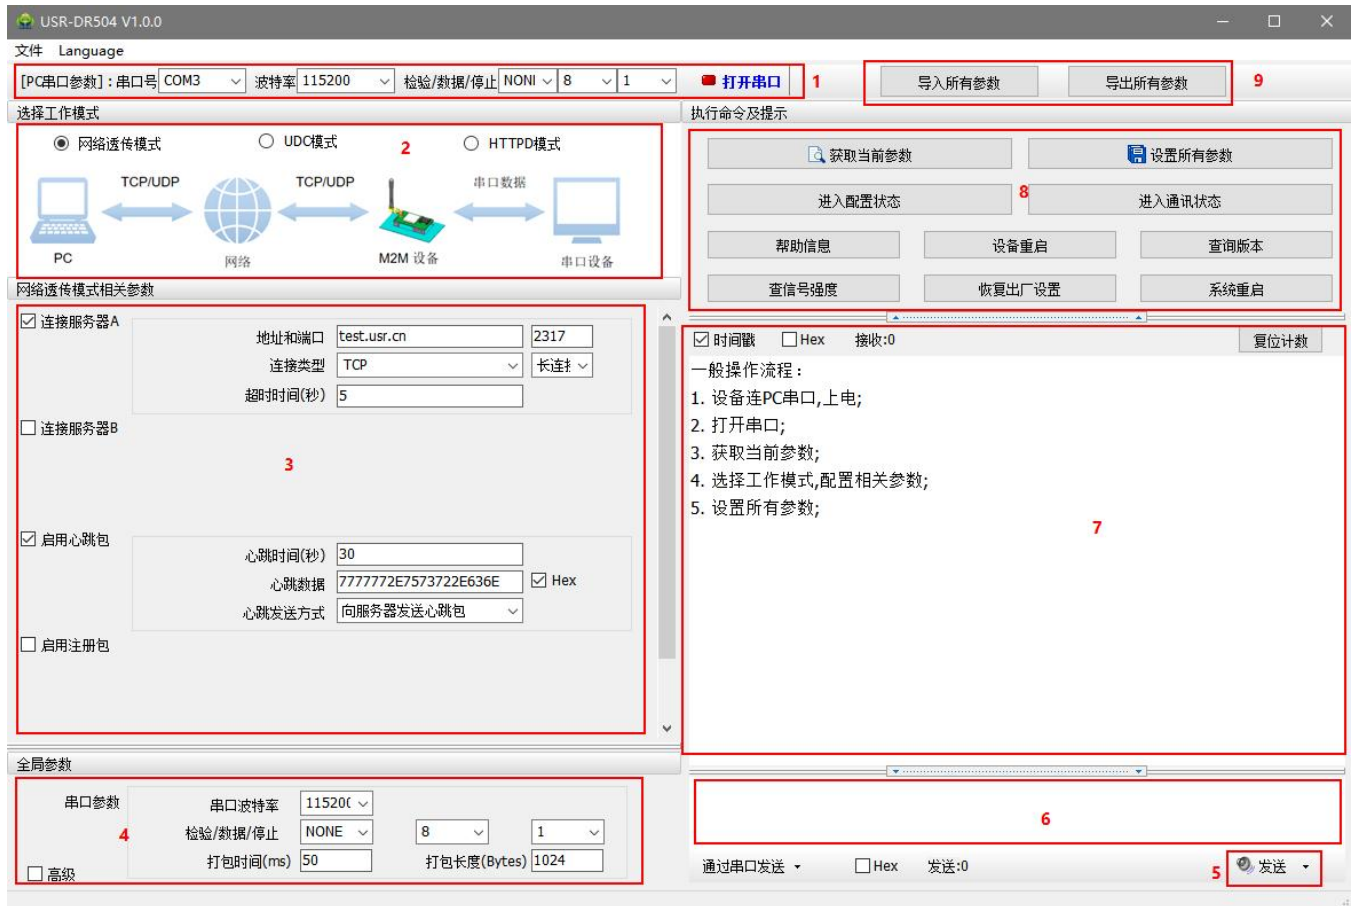 USR-DR504 V1.0.0
文件 Language
[PC串口参数]：串口号 COM3 波特率 115200 检验/数据/停止 NONI 8 1 打开串口 1 导入所有参数 导出所有参数 9
选择工作模式
网络透传模式 UDC模式 2 HTTPD模式
TCP/UDP TCP/UDP 串口数据
PC 网络 M2M 设备 串口设备
网络透传模式相关参数
连接服务器A
地址和端口 test.usr.cn 2317
连接类型 TCP 长连接
超时时间(秒) 5
连接服务器B
3
启用心跳包
心跳时间(秒) 30
心跳数据 7777772E7573722E636E Hex
心跳发送方式 向服务器发送心跳包
启用注册包
全局参数
串口参数 串口波特率 11520(
4 检验/数据/停止 NONE 8 1
打包时间(ms) 50 打包长度(Bytes) 1024
高级
执行命令及提示
获取当前参数 设置所有参数
进入配置状态 8 进入通讯状态
帮助信息 设备重启 查询版本
查信号强度 恢复出厂设置 系统重启
时间戳 Hex 接收:0 复位计数
一般操作流程：
1. 设备连PC串口,上电;
2. 打开串口;
3. 获取当前参数;
4. 选择工作模式,配置相关参数;
5. 设置所有参数;
7
6
通过串口发送 Hex 发送:0 5 发送